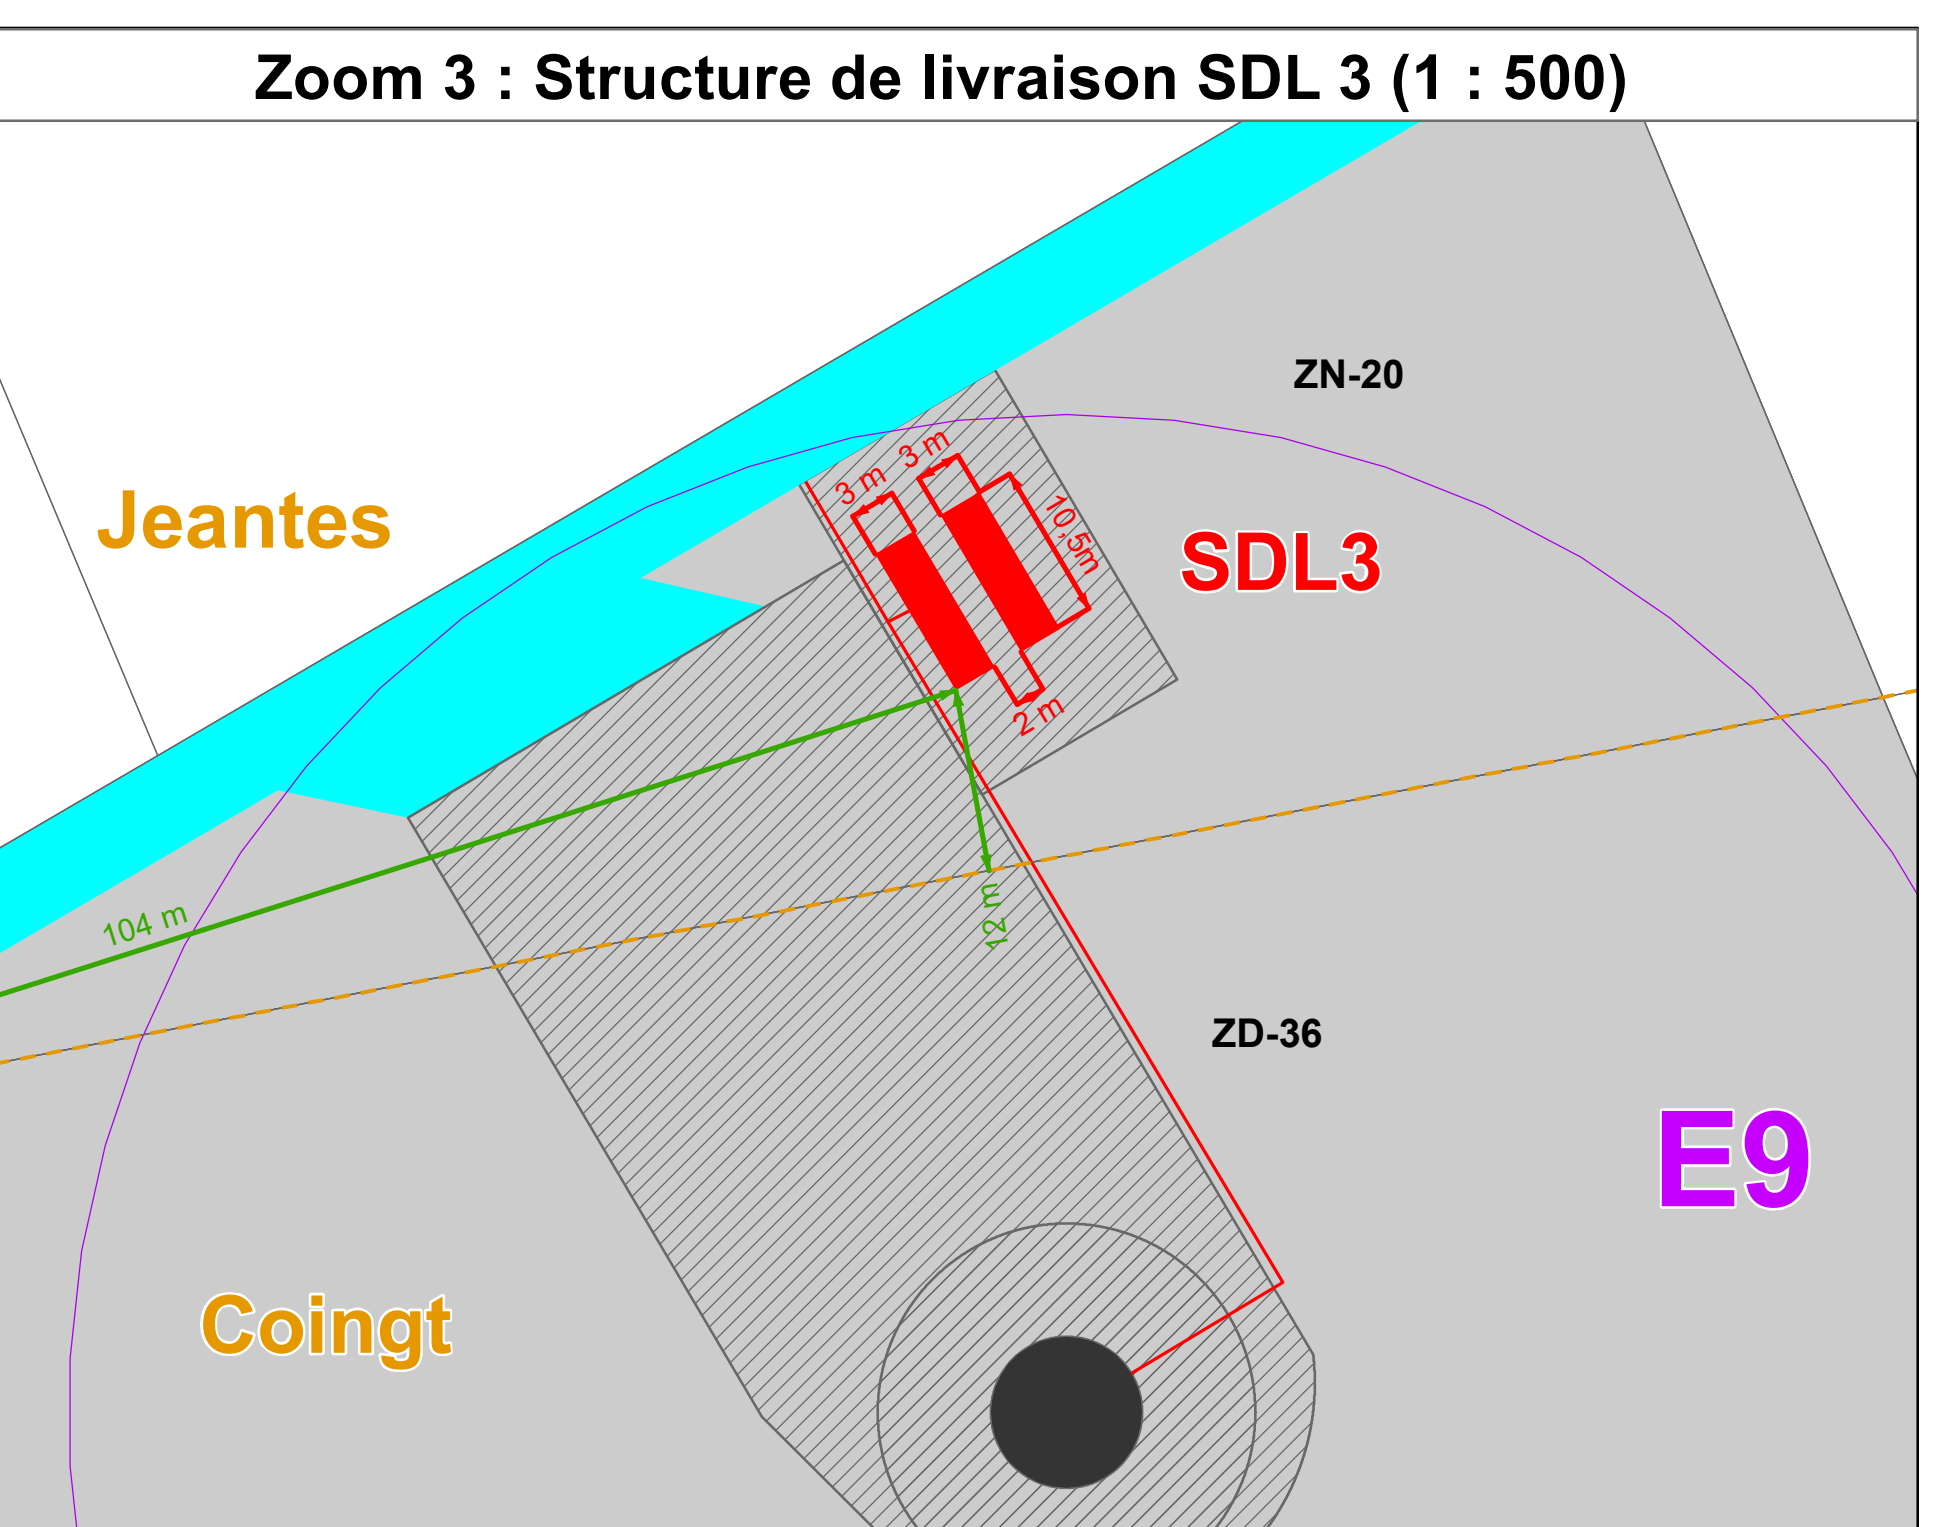 Zoom 3 : Structure de livraison SDL 3 (1 : 500)
ZN-20
Jeantes
3 m
3 m
10,5m
SDL3
2 m
104 m
12 m
ZD-36
E9
Coingt